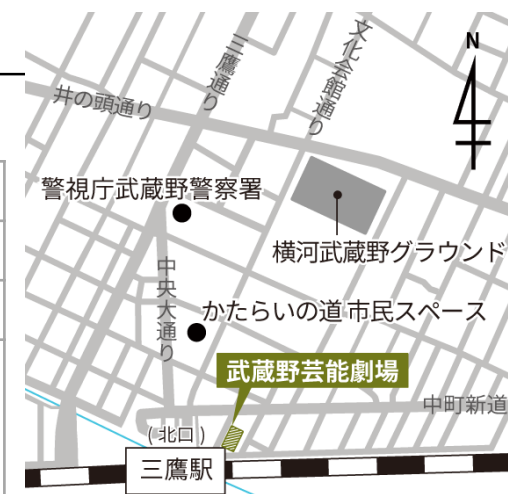 三鷹通り
文化会館通り
N
井の頭通り
警視庁武蔵野警察署
横河武蔵野グラウンド
中央大通り
かたらいの道 市民スペース
武蔵野芸能劇場
中町新道
(北口)
三鷹駅